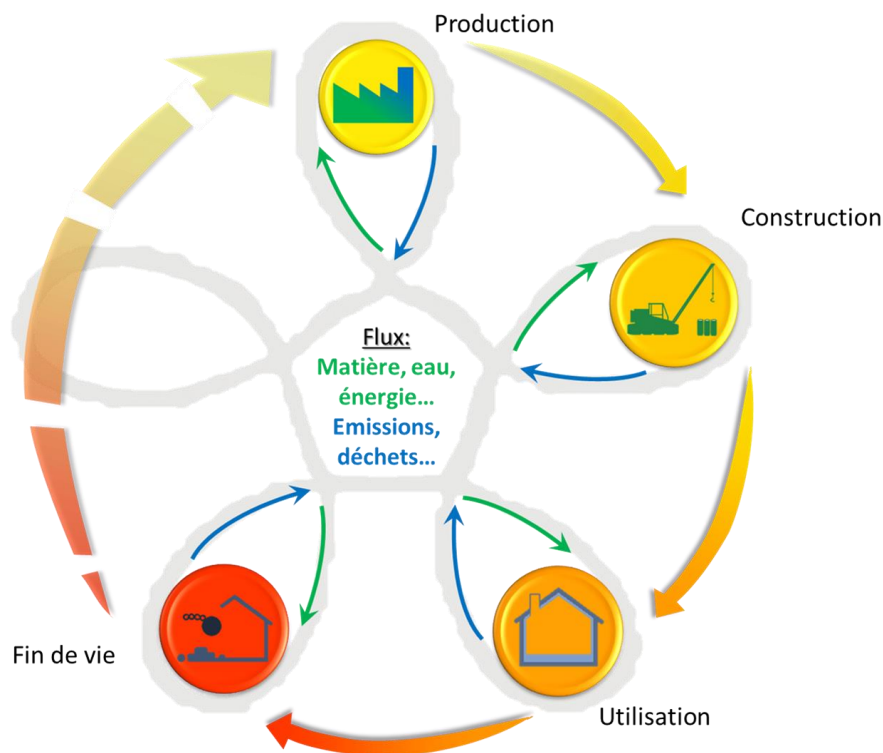 Production
Construction
Flux:
Matière, eau,
énergie…
Emissions,
déchets…
Fin de vie
Utilisation